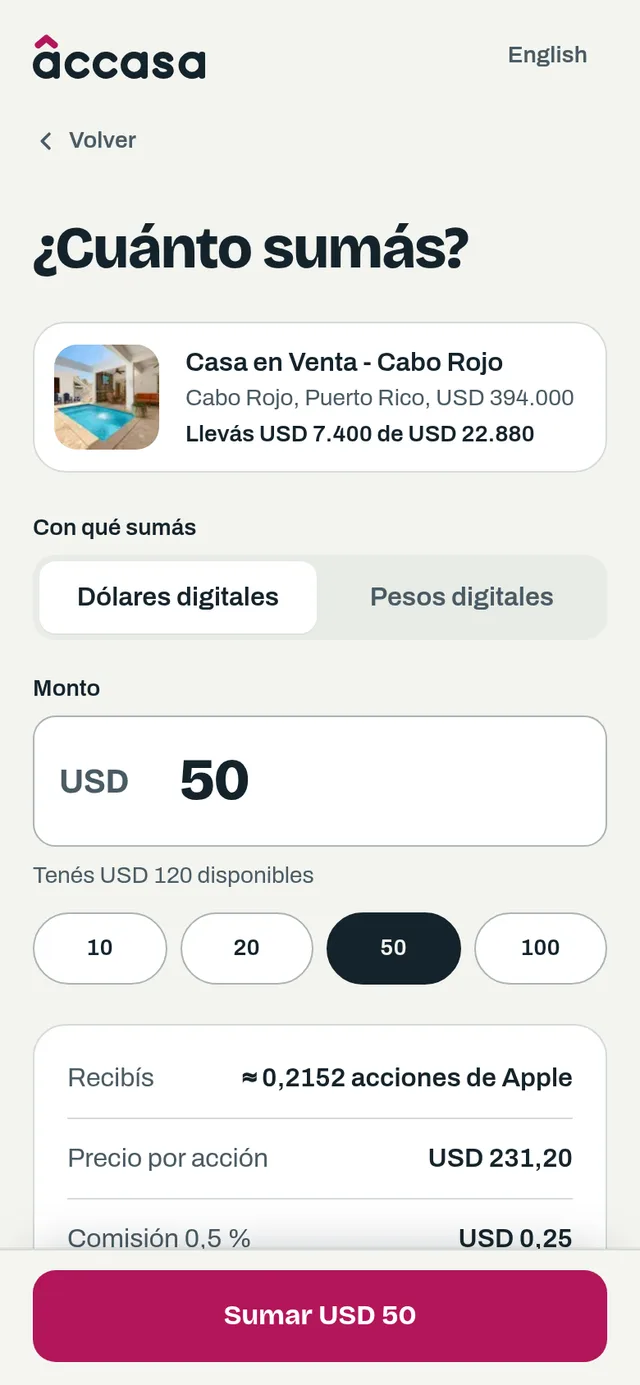 âccasa
English
Volver
¿Cuánto sumás?
Casa en Venta - Cabo Rojo
Cabo Rojo, Puerto Rico, USD 394.000
Llevás USD 7.400 de USD 22.880
Con qué sumás
Dólares digitales
Pesos digitales
Monto
USD 50
Tenés USD 120 disponibles
10
20
50
100
Recibís ≈ 0,2152 acciones de Apple
Precio por acción USD 231,20
Comisión 0,5 % USD 0,25
Sumar USD 50